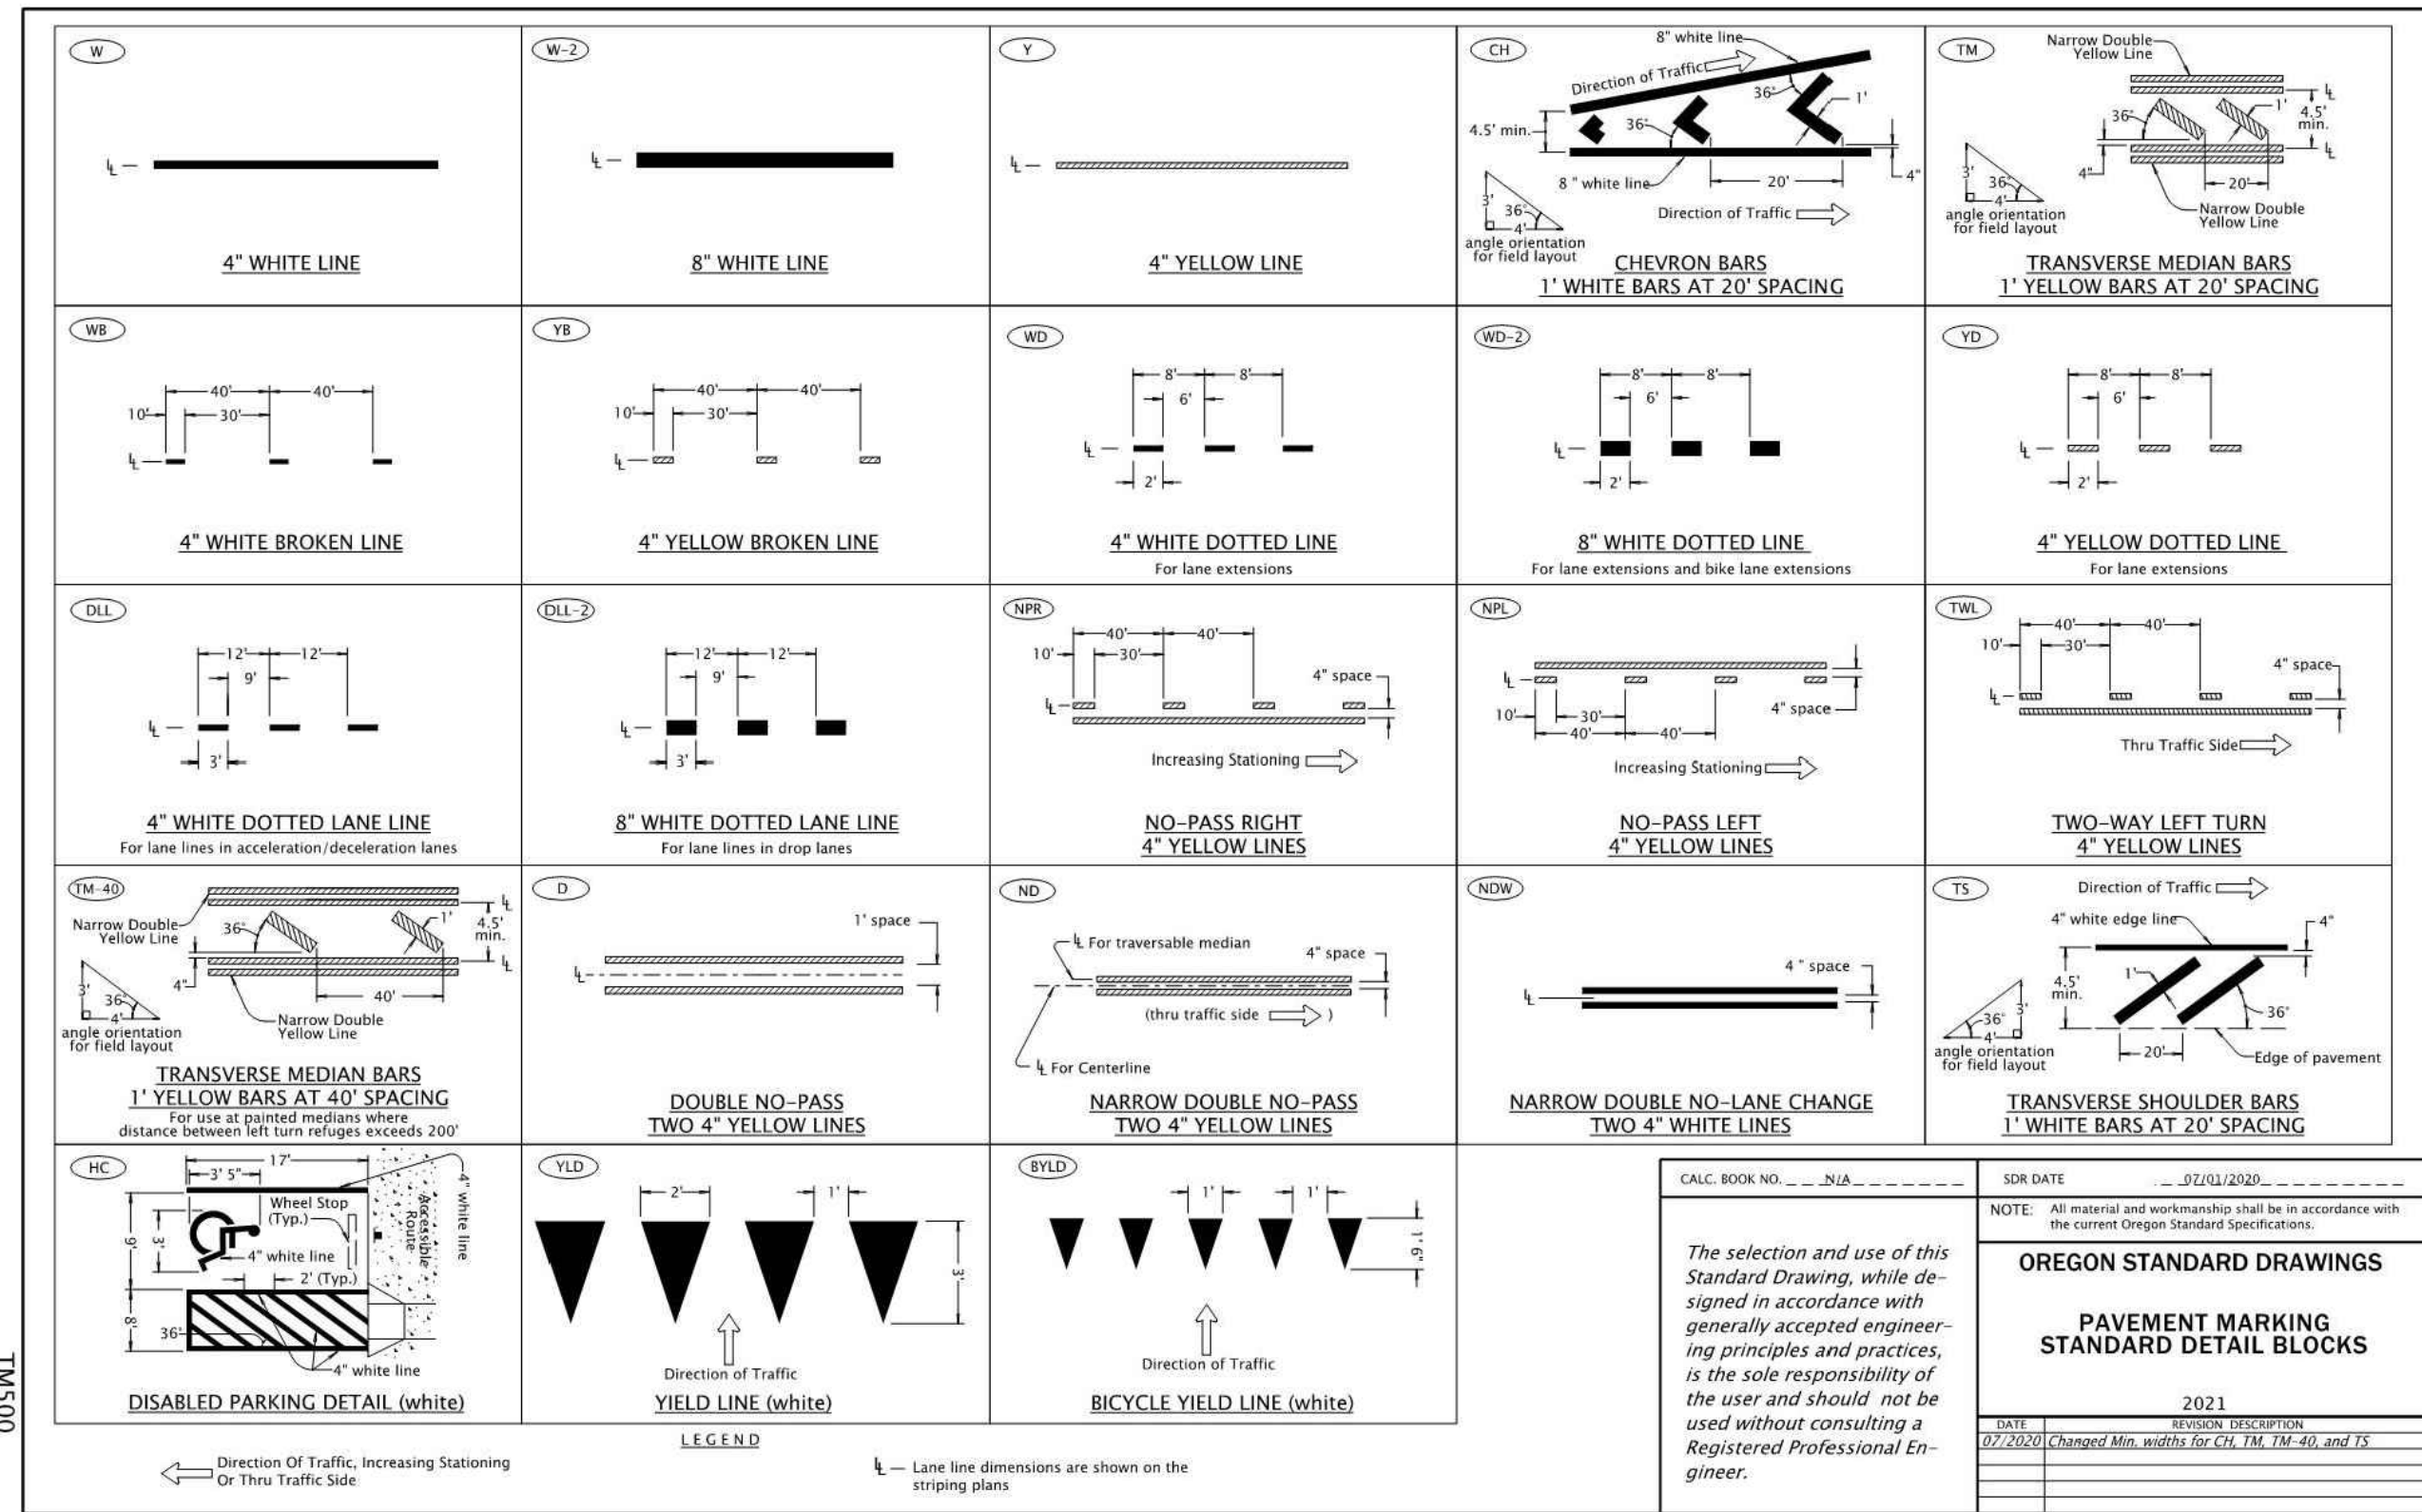 W
4" WHITE LINE
W-2
8" WHITE LINE
Y
4" YELLOW LINE
CH
8" white line
Direction of Traffic
36°
1'
4.5' min.
36°
8 " white line
20'
4"
3'
36°
4'
Direction of Traffic
angle orientation
for field layout
CHEVRON BARS
1' WHITE BARS AT 20' SPACING
TM
Narrow Double
Yellow Line
36°
1'
4.5'
min.
4"
20'
3'
36°
4'
Narrow Double
Yellow Line
angle orientation
for field layout
TRANSVERSE MEDIAN BARS
1' YELLOW BARS AT 20' SPACING
WB
40' 40'
10' 30'
4" WHITE BROKEN LINE
YB
40' 40'
10' 30'
4" YELLOW BROKEN LINE
WD
8' 8'
6'
2'
4" WHITE DOTTED LINE
For lane extensions
WD-2
8' 8'
6'
2'
8" WHITE DOTTED LINE
For lane extensions and bike lane extensions
YD
8' 8'
6'
2'
4" YELLOW DOTTED LINE
For lane extensions
DLL
12' 12'
9'
3'
4" WHITE DOTTED LANE LINE
For lane lines in acceleration/deceleration lanes
DLL-2
12' 12'
9'
3'
8" WHITE DOTTED LANE LINE
For lane lines in drop lanes
NPR
40' 40'
10' 30'
4" space
Increasing Stationing
NO-PASS RIGHT
4" YELLOW LINES
NPL
10' 30'
4" space
40' 40'
Increasing Stationing
NO-PASS LEFT
4" YELLOW LINES
TWL
40' 40'
10' 30'
4" space
Thru Traffic Side
TWO-WAY LEFT TURN
4" YELLOW LINES
TM-40
Narrow Double
Yellow Line
36°
1'
4.5'
min.
4"
40'
3'
36°
4'
Narrow Double
Yellow Line
angle orientation
for field layout
TRANSVERSE MEDIAN BARS
1' YELLOW BARS AT 40' SPACING
For use at painted medians where
distance between left turn refuges exceeds 200'
D
1' space
DOUBLE NO-PASS
TWO 4" YELLOW LINES
ND
For traversable median
4" space
(thru traffic side )
For Centerline
NARROW DOUBLE NO-PASS
TWO 4" YELLOW LINES
NDW
4 " space
NARROW DOUBLE NO-LANE CHANGE
TWO 4" WHITE LINES
TS
Direction of Traffic
4" white edge line
4"
4.5'
min.
1'
36°
3'
36°
4'
20'
Edge of pavement
angle orientation
for field layout
TRANSVERSE SHOULDER BARS
1' WHITE BARS AT 20' SPACING
HC
17'
3' 5"
Wheel Stop
(Typ.)
Accessible
Route
4" white line
9'
3'
4" white line
2' (Typ.)
8'
36°
4" white line
DISABLED PARKING DETAIL (white)
YLD
2' 1'
3'
Direction of Traffic
YIELD LINE (white)
BYLD
1' 1'
1' 6"
Direction of Traffic
BICYCLE YIELD LINE (white)
LEGEND
Direction Of Traffic, Increasing Stationing
Or Thru Traffic Side
Lane line dimensions are shown on the
striping plans
CALC. BOOK NO. N/A
SDR DATE 07/01/2020
NOTE: All material and workmanship shall be in accordance with
the current Oregon Standard Specifications.
The selection and use of this
Standard Drawing, while de-
signed in accordance with
generally accepted engineer-
ing principles and practices,
is the sole responsibility of
the user and should not be
used without consulting a
Registered Professional En-
gineer.
OREGON STANDARD DRAWINGS
PAVEMENT MARKING
STANDARD DETAIL BLOCKS
2021
DATE REVISION DESCRIPTION
07/2020 Changed Min. widths for CH, TM, TM-40, and TS
TM500